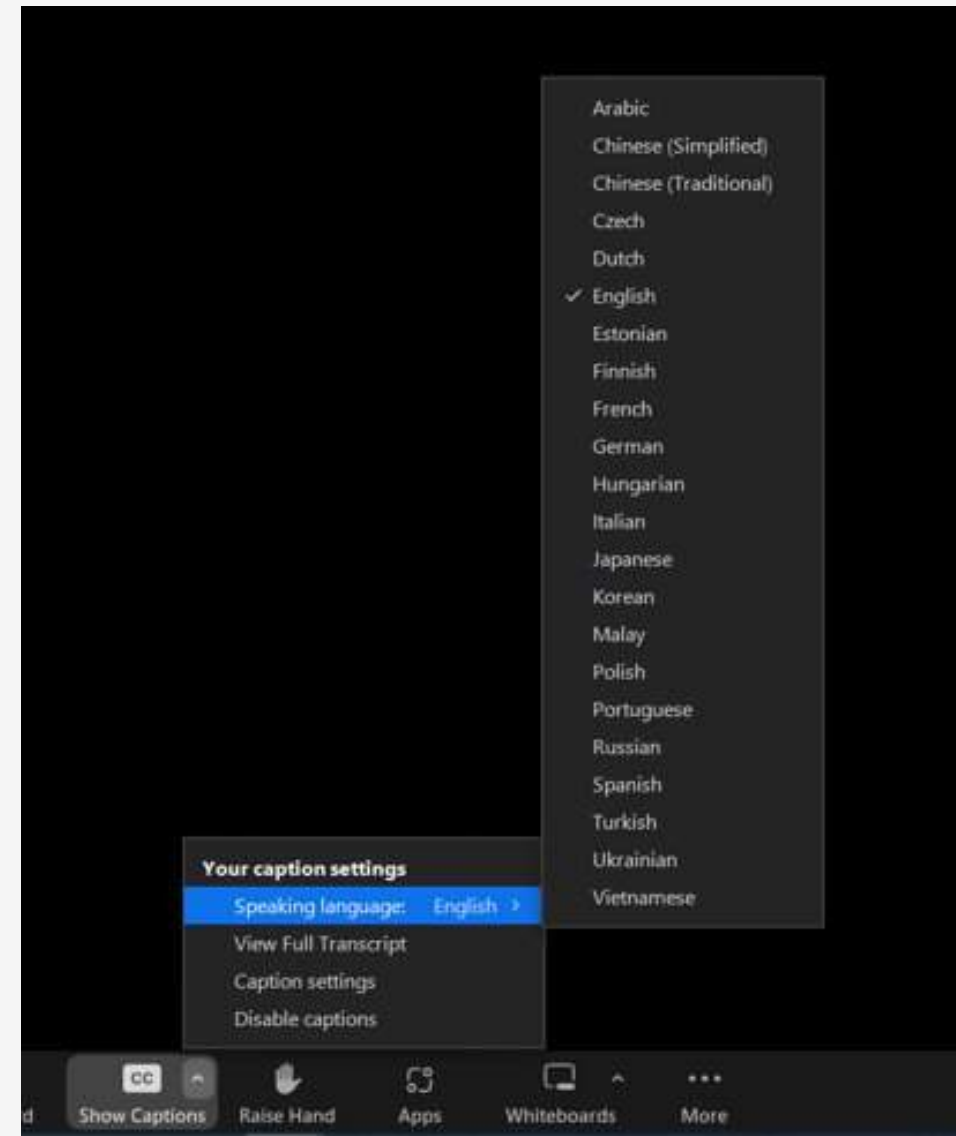 Arabic
Chinese (Simplified)
Chinese (Traditional)
Czech
Dutch
English
Estonian
Finnish
French
German
Hungarian
Italian
Japanese
Korean
Malay
Polish
Portuguese
Russian
Spanish
Turkish
Ukrainian
Vietnamese
Your caption settings
Speaking language: English
View Full Transcript
Caption settings
Disable captions
CC
d Show Captions Raise Hand Apps Whiteboards More